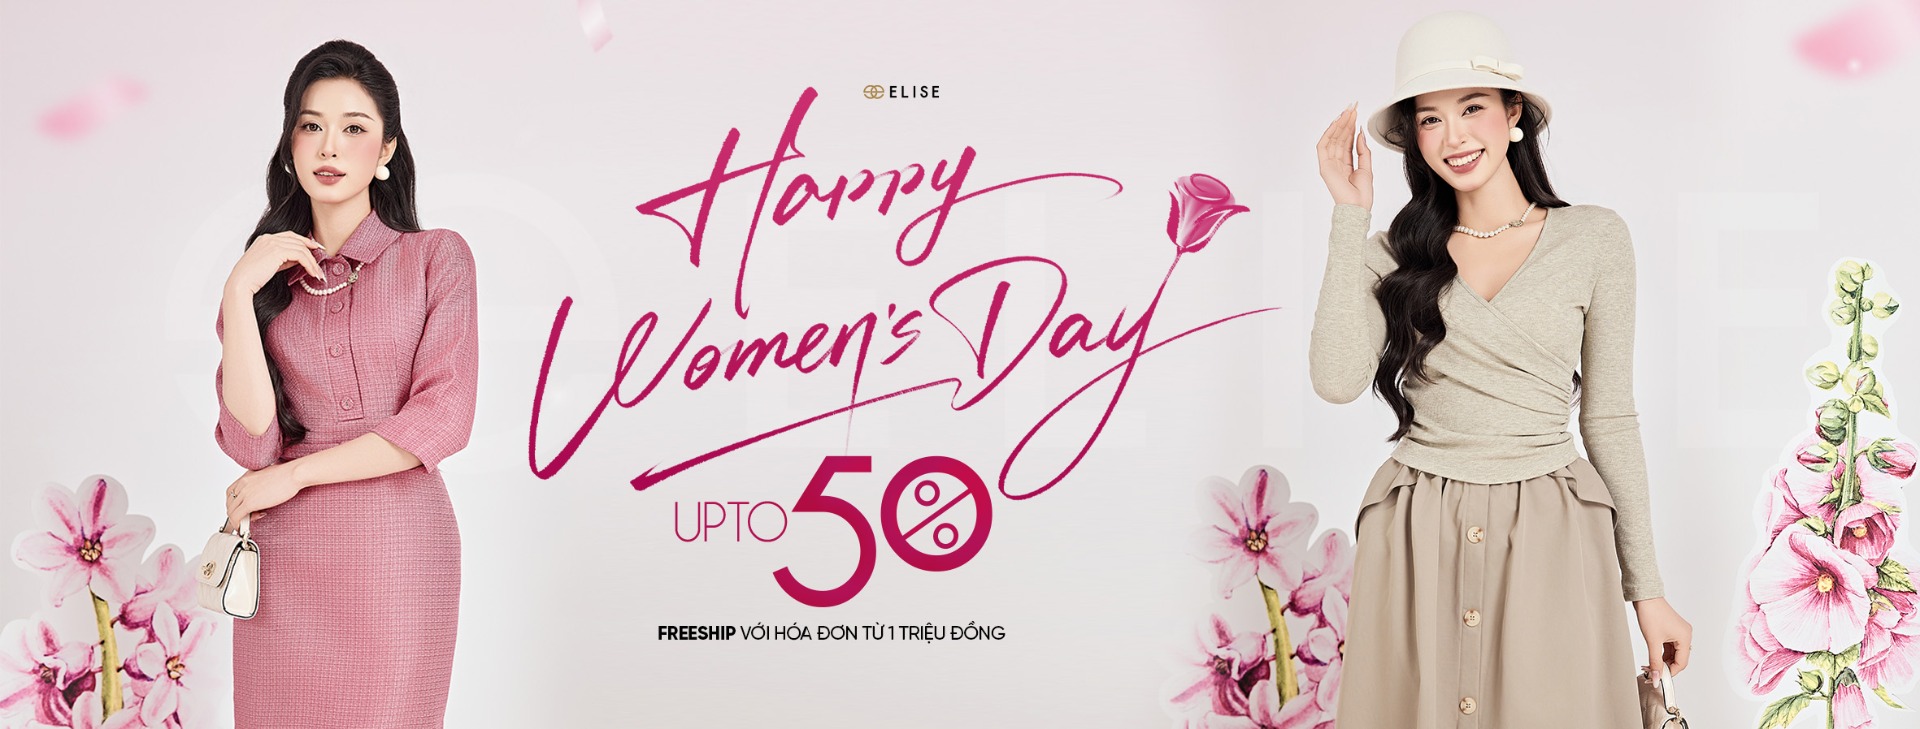 ELISE
Happy
Women's Day
UPTO 50%
FREESHIP VỚI HÓA ĐƠN TỪ 1 TRIỆU ĐỒNG